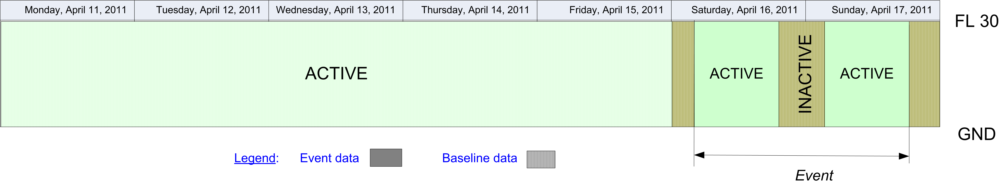 Monday, April 11, 2011
Tuesday, April 12, 2011
Wednesday, April 13, 2011
Thursday, April 14, 2011
Friday, April 15, 2011
Saturday, April 16, 2011
Sunday, April 17, 2011
FL 30
ACTIVE
ACTIVE
INACTIVE
ACTIVE
GND
Legend: Event data Baseline data
Event